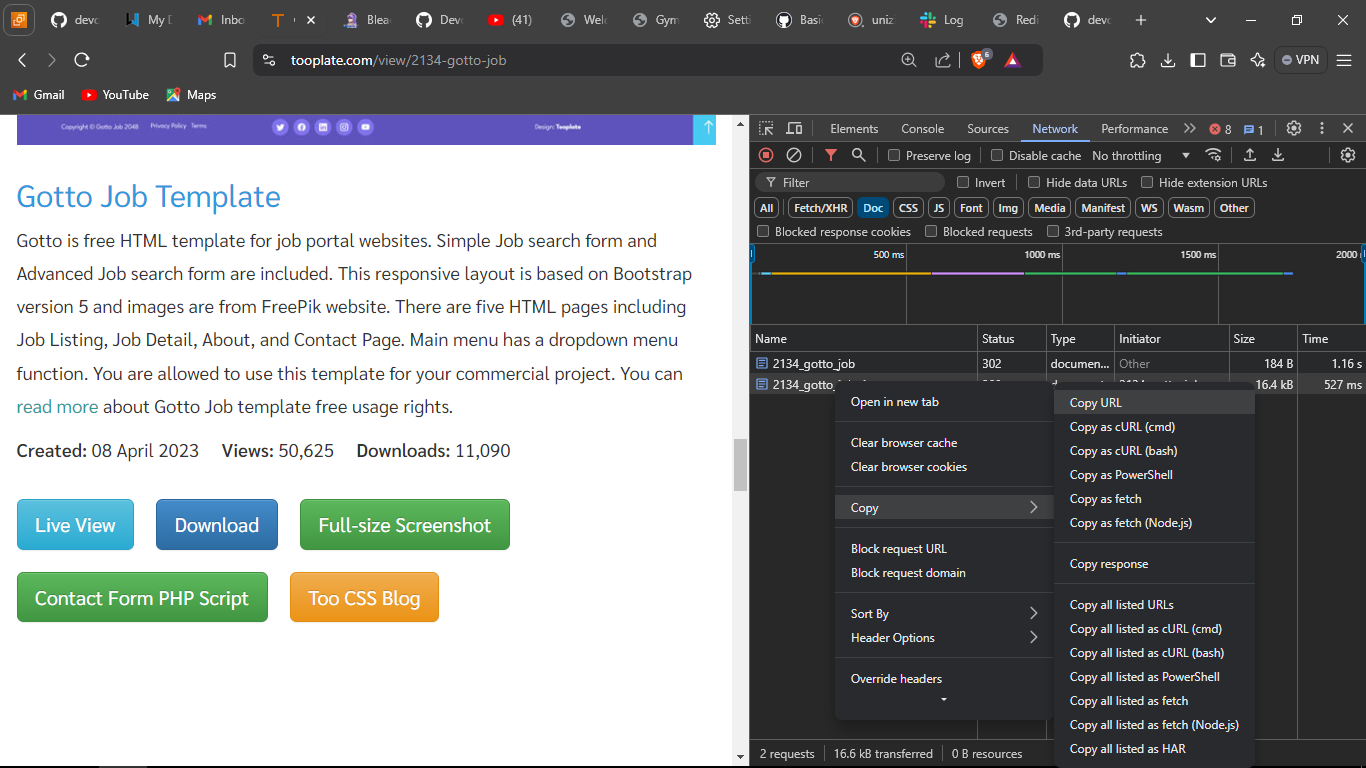 devc
My D
Inbo
T
Blea
Devc
(41)
Welc
Gym
Setti
Basi
uniz
Log
Redi
devc
tooplate.com/view/2134-gotto-job
6
VPN
Gmail
YouTube
Maps
Copyright © Gotto Job 2048 Privacy Policy Terms
Design: Tooplate
Gotto Job Template
Gotto is free HTML template for job portal websites. Simple Job search form and
Advanced Job search form are included. This responsive layout is based on Bootstrap
version 5 and images are from FreePik website. There are five HTML pages including
Job Listing, Job Detail, About, and Contact Page. Main menu has a dropdown menu
function. You are allowed to use this template for your commercial project. You can
read more about Gotto Job template free usage rights.
Created: 08 April 2023 Views: 50,625 Downloads: 11,090
Live View
Download
Full-size Screenshot
Contact Form PHP Script
Too CSS Blog
Elements Console Sources Network Performance 8 1
Preserve log Disable cache No throttling
Filter Invert Hide data URLs Hide extension URLs
All Fetch/XHR Doc CSS JS Font Img Media Manifest WS Wasm Other
Blocked response cookies Blocked requests 3rd-party requests
500 ms 1000 ms 1500 ms 2000
Name Status Type Initiator Size Time
2134_gotto_job 302 documen... Other 184 B 1.16 s
2134_gotto 16.4 kB 527 ms
Open in new tab
Clear browser cache
Clear browser cookies
Copy
Block request URL
Block request domain
Sort By
Header Options
Override headers
Copy URL
Copy as cURL (cmd)
Copy as cURL (bash)
Copy as PowerShell
Copy as fetch
Copy as fetch (Node.js)
Copy response
Copy all listed URLs
Copy all listed as cURL (cmd)
Copy all listed as cURL (bash)
Copy all listed as PowerShell
Copy all listed as fetch
Copy all listed as fetch (Node.js)
Copy all listed as HAR
2 requests 16.6 kB transferred 0 B resources